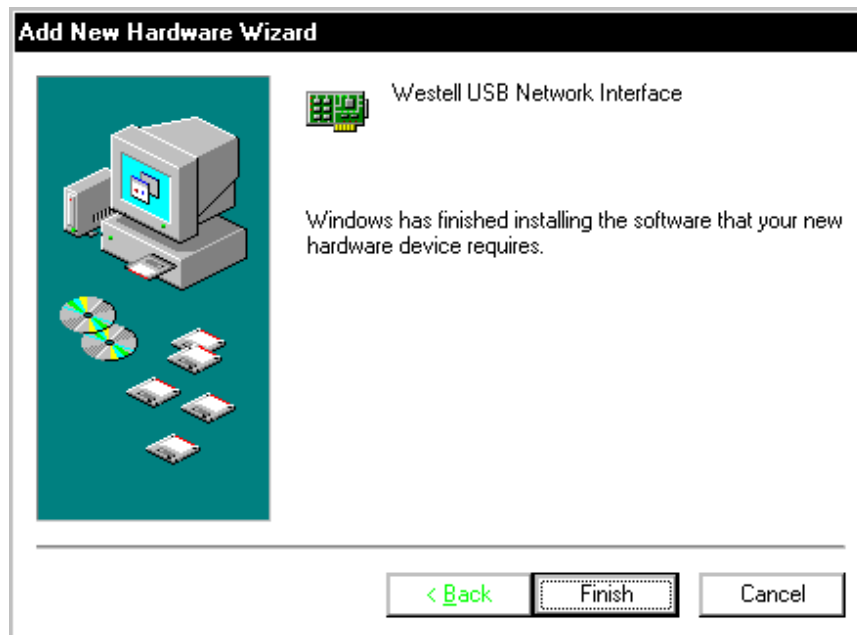 Add New Hardware Wizard
Westell USB Network Interface
Windows has finished installing the software that your new
hardware device requires.
< Back
Finish
Cancel